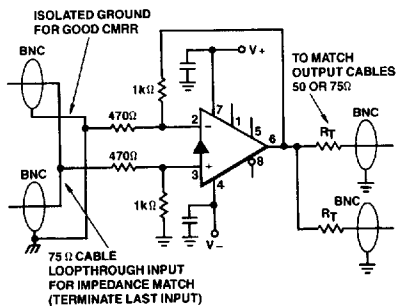 ISOLATED GROUND
FOR GOOD CMRR
BNC
1kΩ
V+
TO MATCH
OUTPUT CABLES
50 OR 75Ω
BNC
470Ω
2
−
7
1
5
6
RT
BNC
470Ω
3
+
4
8
1kΩ
BNC
RT
V−
75 Ω CABLE
LOOPTHROUGH INPUT
FOR IMPEDANCE MATCH
(TERMINATE LAST INPUT)